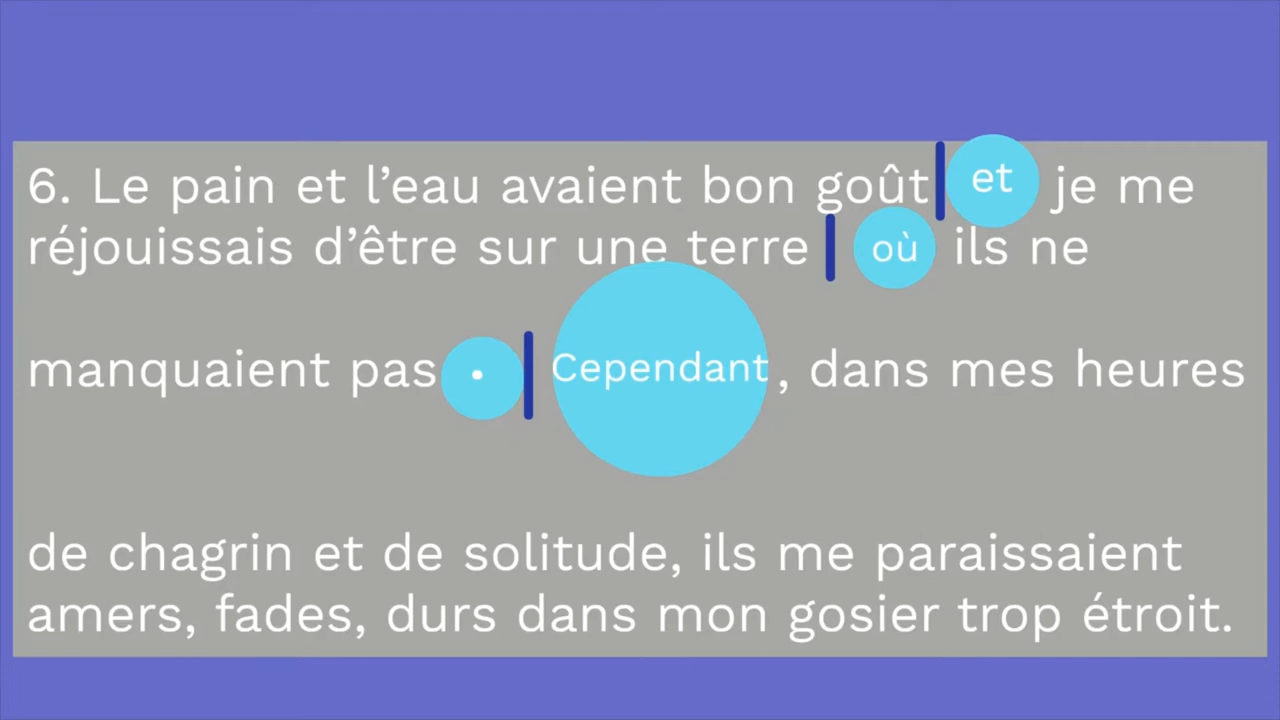 6. Le pain et l’eau avaient bon goût et je me
réjouissais d’être sur une terre où ils ne
manquaient pas. Cependant, dans mes heures
de chagrin et de solitude, ils me paraissaient
amers, fades, durs dans mon gosier trop étroit.